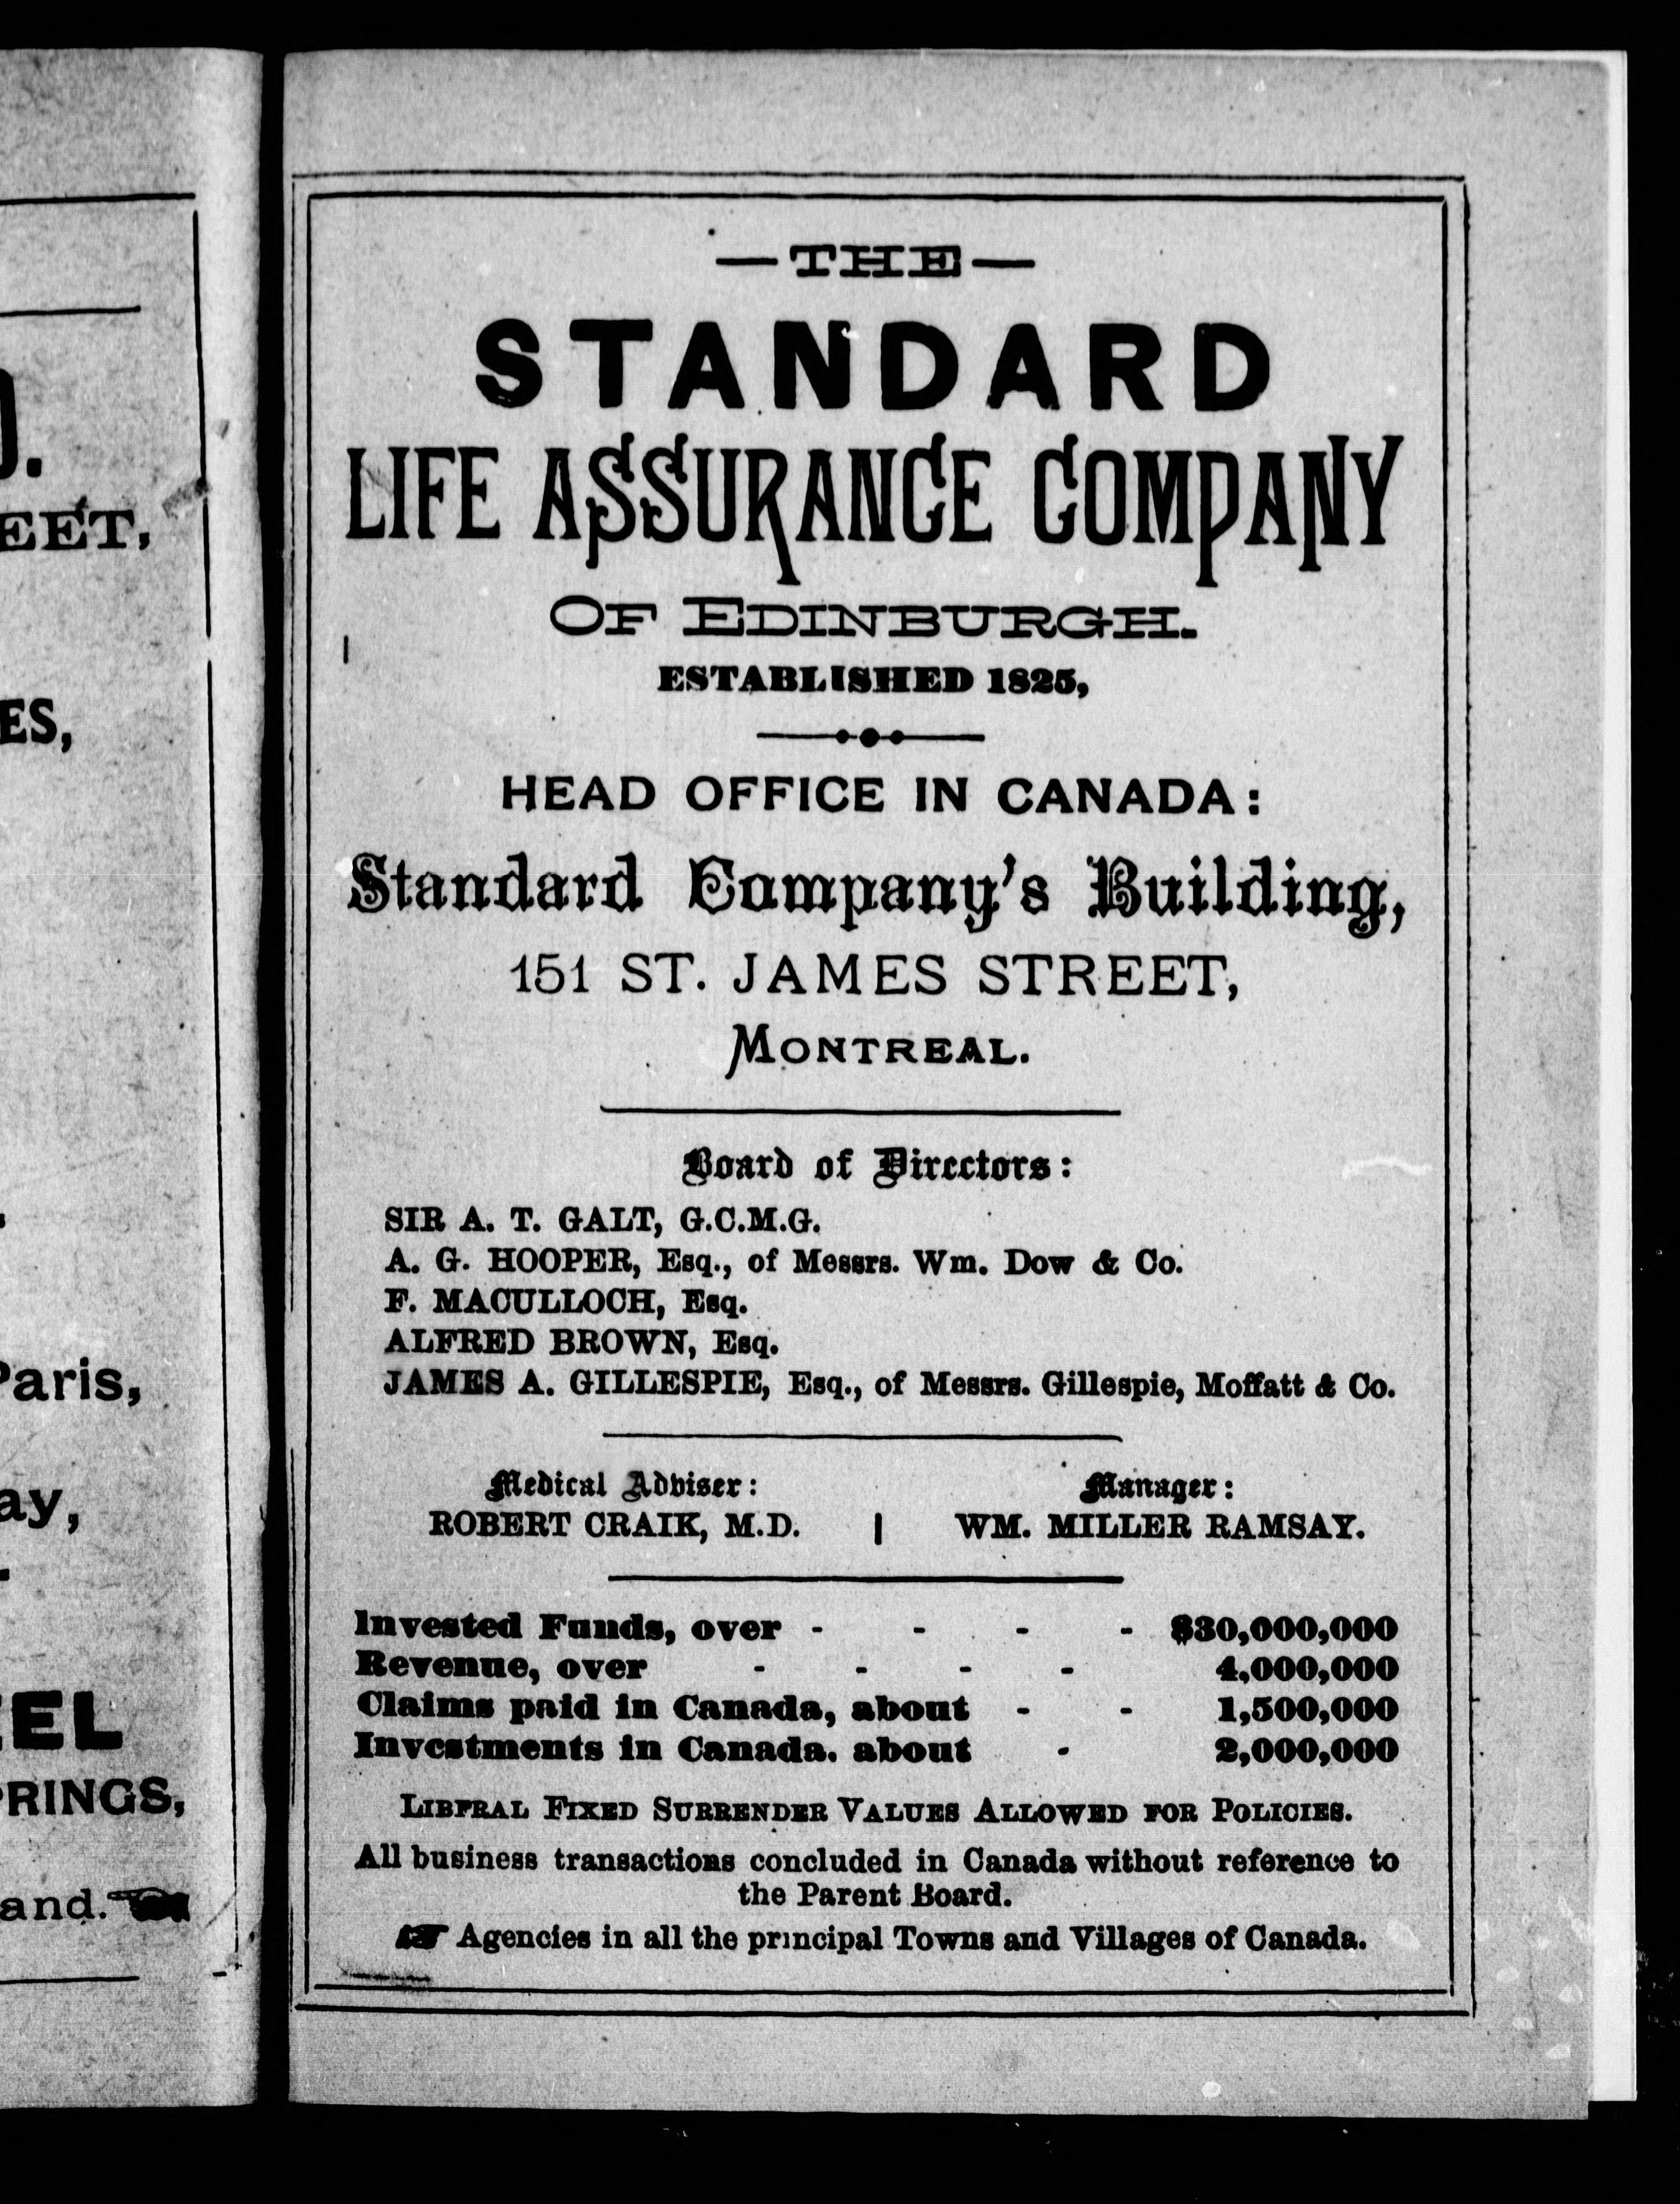 ).
EET,
ES,
Paris,
ay,
EL
PRINGS,
and.
—THE—
STANDARD
LIFE ASSURANCE COMPANY
OF EDINBURGH.
ESTABLISHED 1825,
HEAD OFFICE IN CANADA:
Standard Company's Building,
151 ST. JAMES STREET,
MONTREAL.
Board of Directors:
SIR A. T. GALT, G.C.M.G.
A. G. HOOPER, Esq., of Messrs. Wm. Dow & Co.
F. MACULLOCH, Esq.
ALFRED BROWN, Esq.
JAMES A. GILLESPIE, Esq., of Messrs. Gillespie, Moffatt & Co.
Medical Adviser: Manager:
ROBERT CRAIK, M.D. | WM. MILLER RAMSAY.
Invested Funds, over - - - - $30,000,000
Revenue, over - - - - 4,000,000
Claims paid in Canada, about - - 1,500,000
Investments in Canada. about - 2,000,000
LIBERAL FIXED SURRENDER VALUES ALLOWED FOR POLICIES.
All business transactions concluded in Canada without reference to
the Parent Board.
☞ Agencies in all the principal Towns and Villages of Canada.